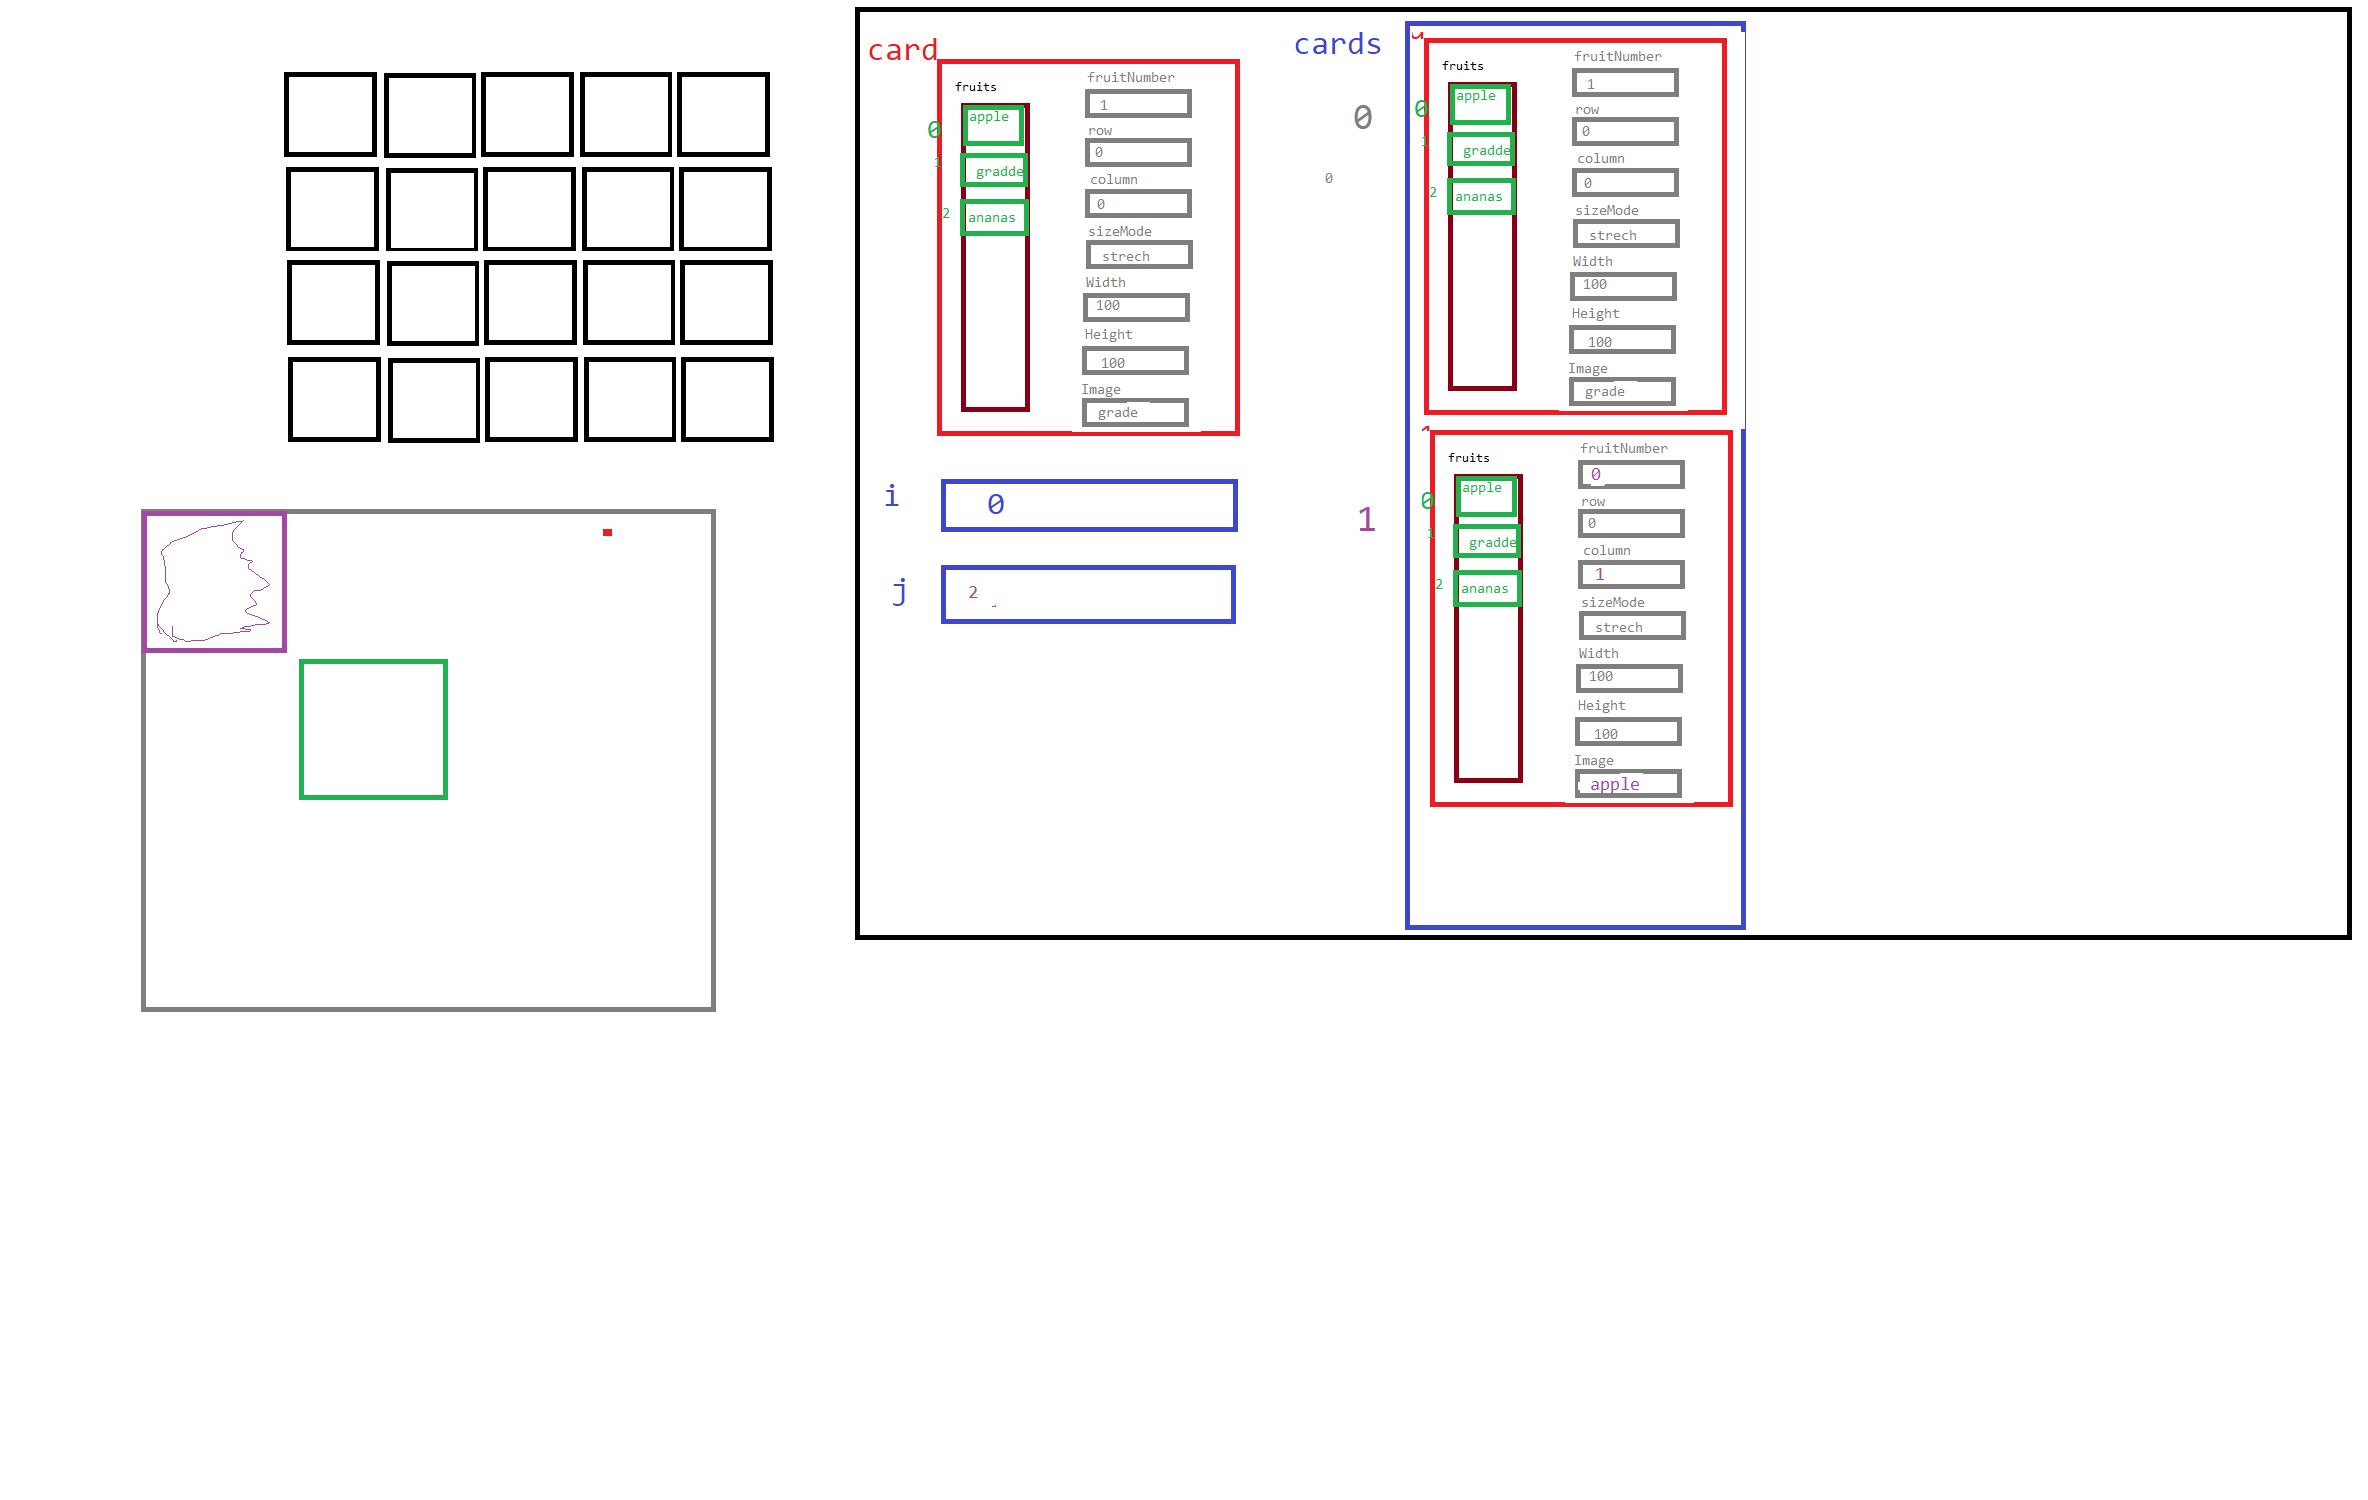 card
fruits
0
apple
1
gradde
2
ananas
fruitNumber
1
row
0
column
0
sizeMode
strech
Width
100
Height
100
Image
grade
i
0
j
2
cards
0
0
fruits
0
apple
1
gradde
2
ananas
fruitNumber
1
row
0
column
0
sizeMode
strech
Width
100
Height
100
Image
grade
1
fruits
0
apple
1
gradde
2
ananas
fruitNumber
0
row
0
column
1
sizeMode
strech
Width
100
Height
100
Image
apple